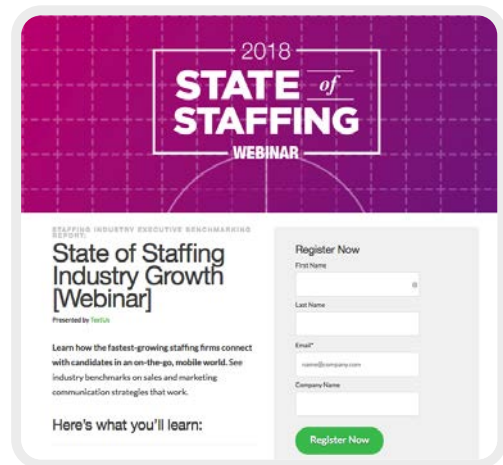 2018
STATE of
STAFFING
WEBINAR
STAFFING INDUSTRY EXECUTIVE BENCHMARKING
REPORT:
State of Staffing
Industry Growth
[Webinar]
Presented by TextUs
Learn how the fastest-growing staffing firms connect
with candidates in an on-the-go, mobile world. See
industry benchmarks on sales and marketing
communication strategies that work.
Here's what you'll learn:
Register Now
First Name
Last Name
Email*
name@company.com
Company Name
Register Now